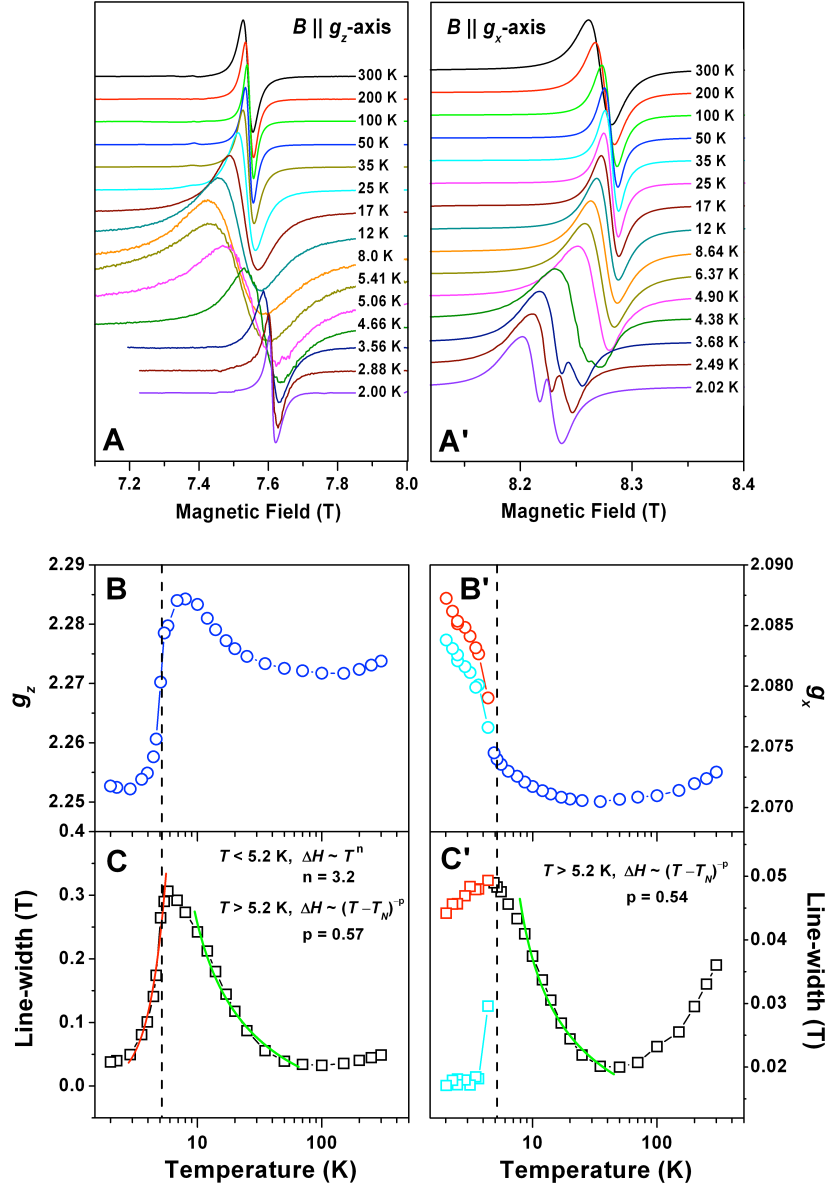 B || g_z-axis
300 K
200 K
100 K
50 K
35 K
25 K
17 K
12 K
8.0 K
5.41 K
5.06 K
4.66 K
3.56 K
2.88 K
2.00 K
A
7.2 7.4 7.6 7.8 8.0
Magnetic Field (T)
B || g_x-axis
300 K
200 K
100 K
50 K
35 K
25 K
17 K
12 K
8.64 K
6.37 K
4.90 K
4.38 K
3.68 K
2.49 K
2.02 K
A'
8.2 8.3 8.4
Magnetic Field (T)
B
2.29
2.28
2.27
2.26
2.25
g_z
B'
2.090
2.085
2.080
2.075
2.070
g_x
C
T < 5.2 K, ΔH ~ T^n
n = 3.2
T > 5.2 K, ΔH ~ (T−T_N)^−p
p = 0.57
0.4
0.3
0.2
0.1
0.0
Line-width (T)
10 100
Temperature (K)
C'
T > 5.2 K, ΔH ~ (T−T_N)^−p
p = 0.54
0.05
0.04
0.03
0.02
Line-width (T)
10 100
Temperature (K)